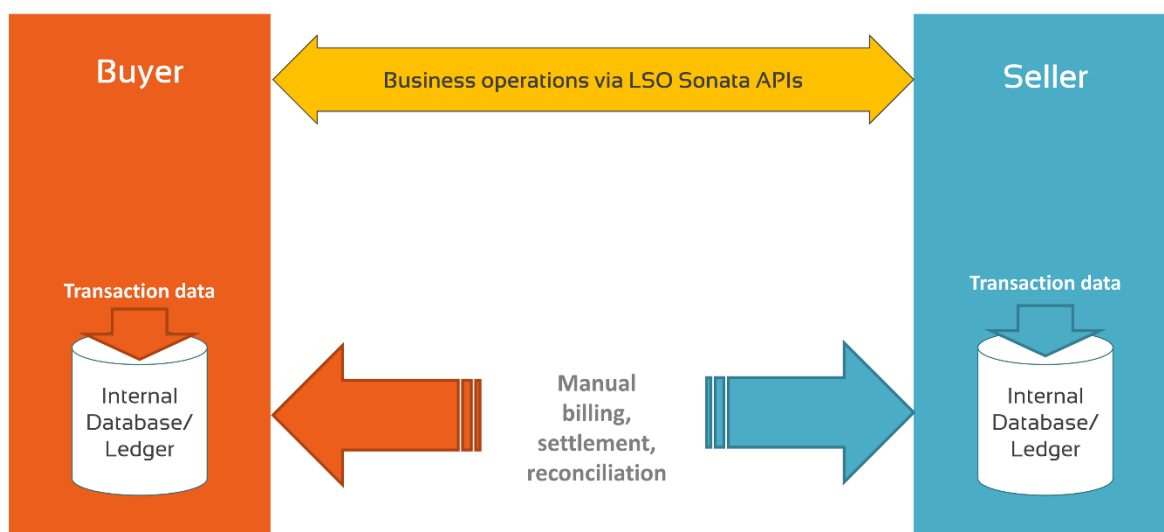 Buyer
Business operations via LSO Sonata APIs
Seller
Transaction data
Internal
Database/
Ledger
Manual
billing,
settlement,
reconciliation
Transaction data
Internal
Database/
Ledger